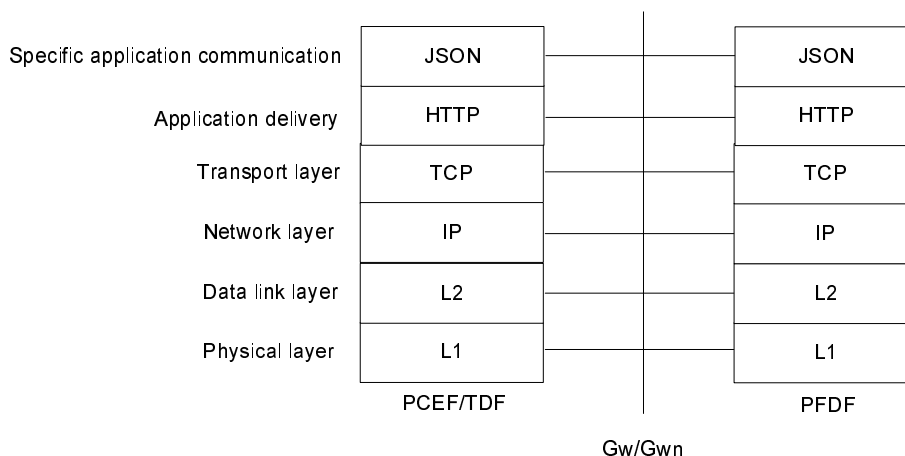 Specific application communication JSON JSON
Application delivery HTTP HTTP
Transport layer TCP TCP
Network layer IP IP
Data link layer L2 L2
Physical layer L1 L1
PCEF/TDF PFDF
Gw/Gwn